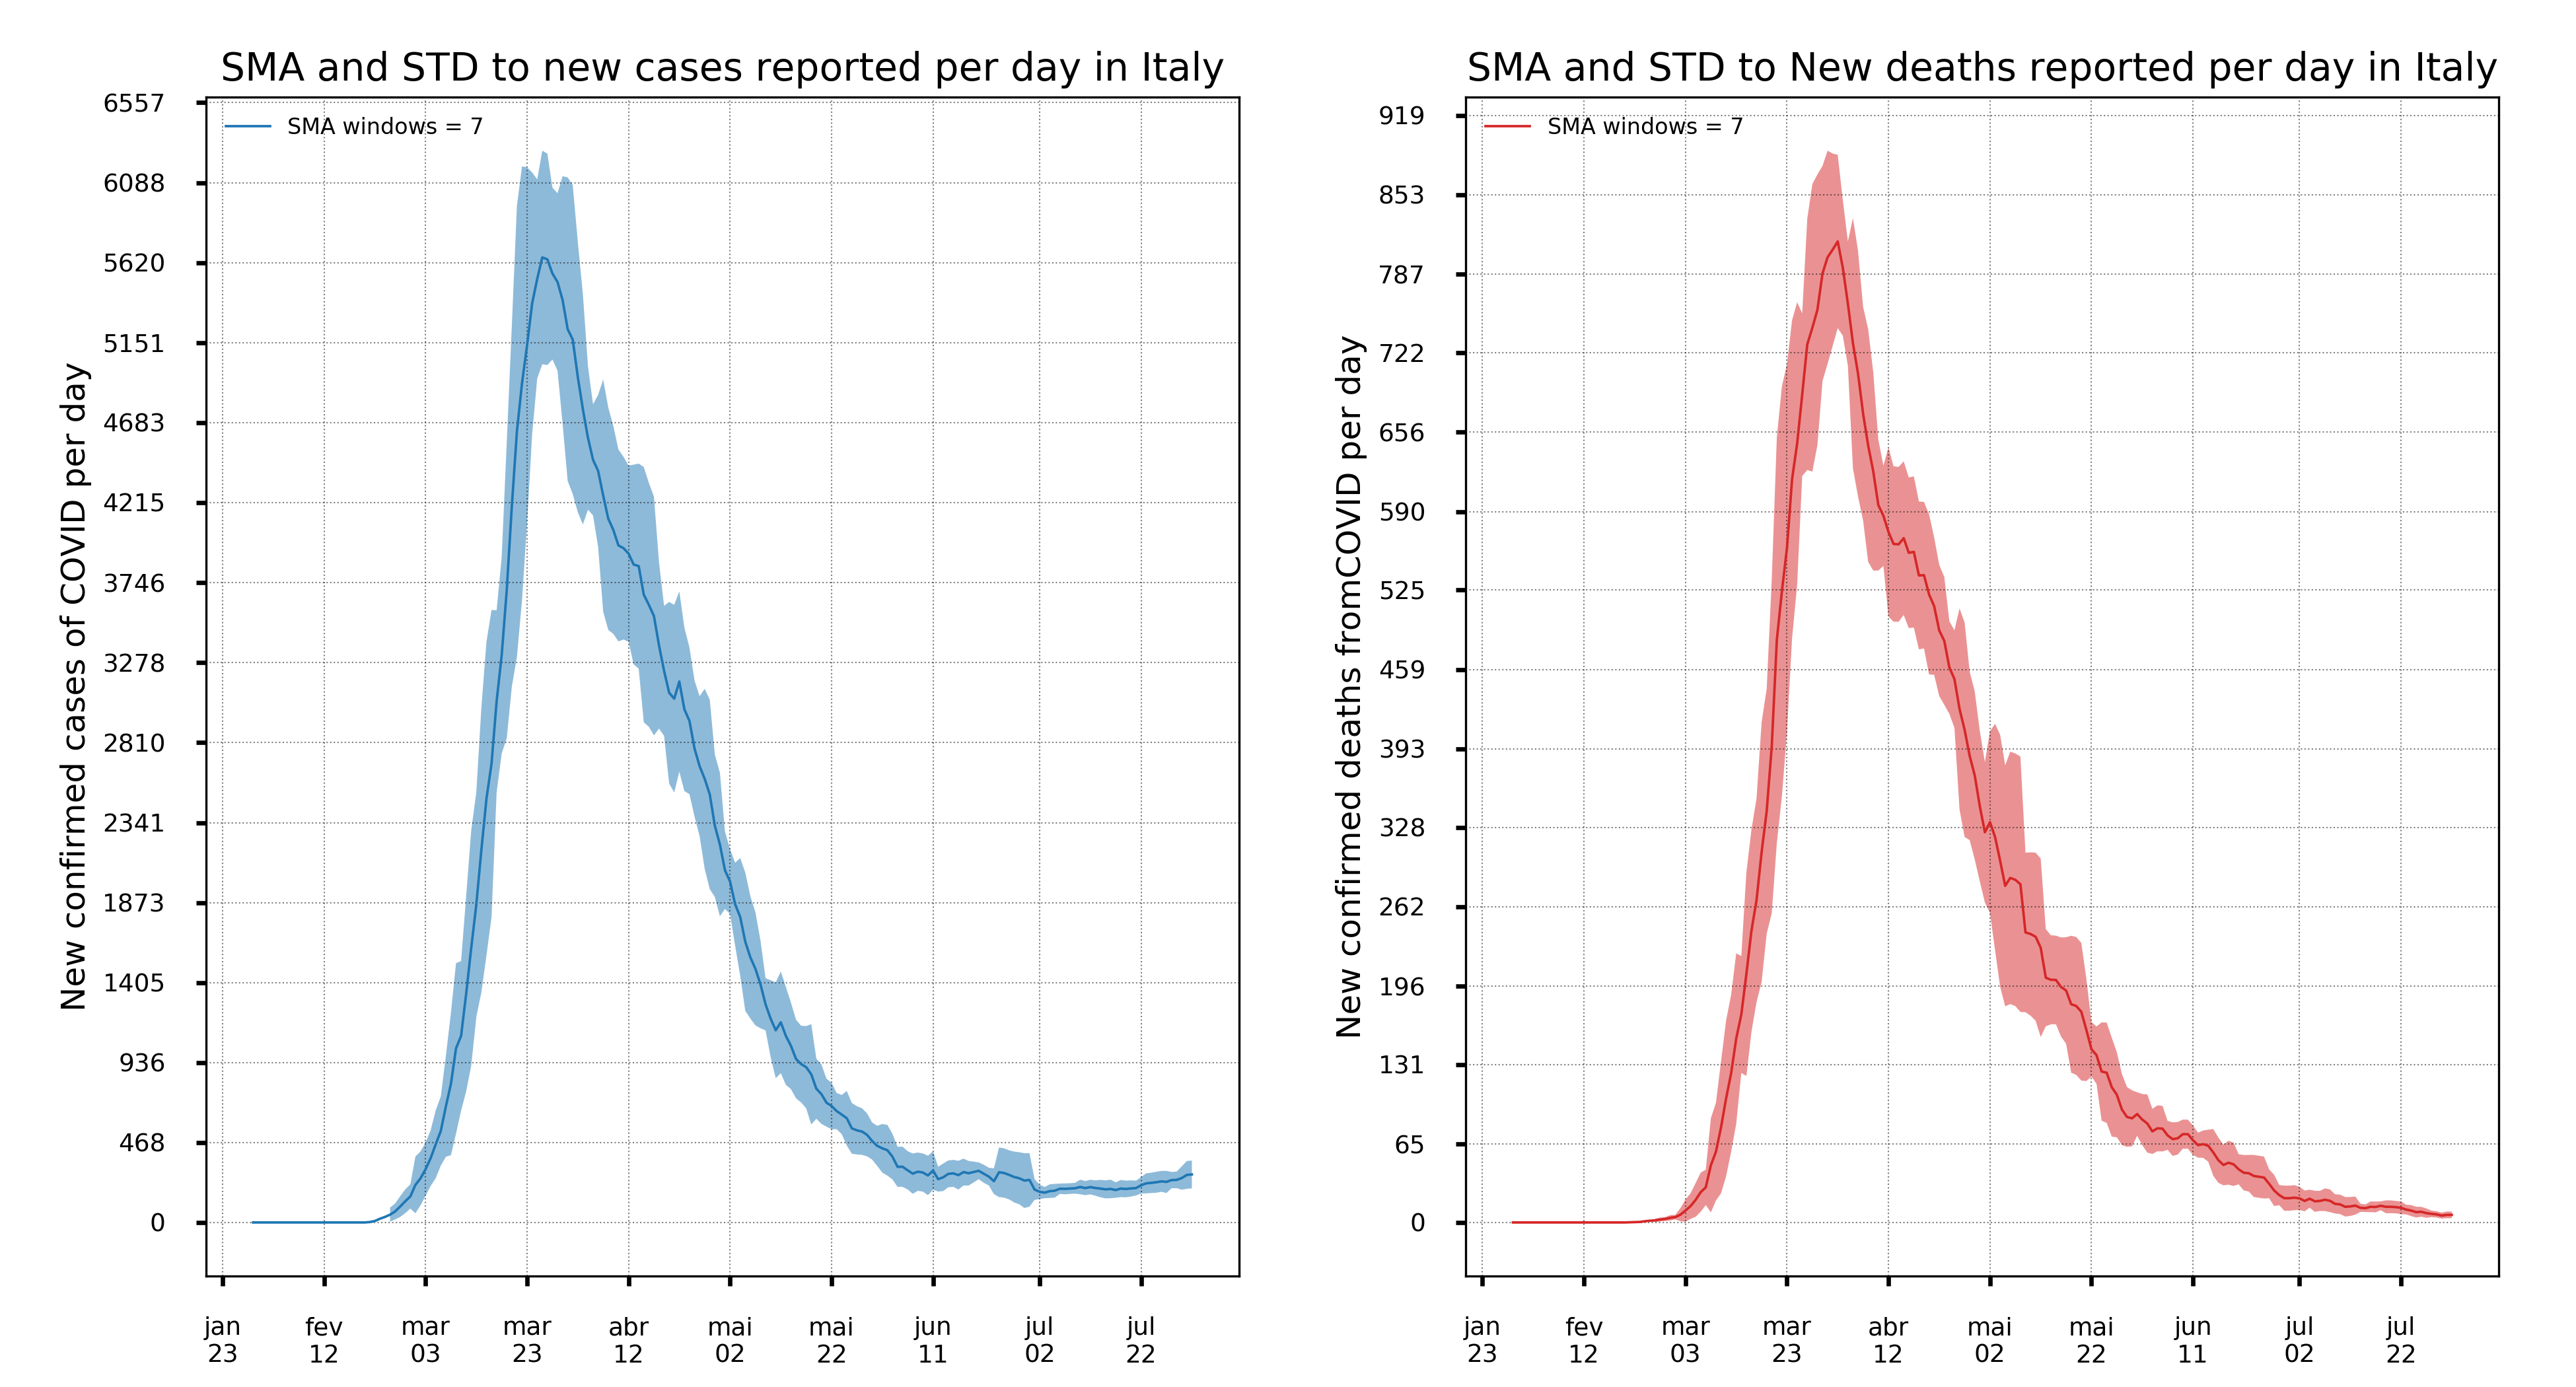 SMA and STD to new cases reported per day in Italy
SMA windows = 7
New confirmed cases of COVID per day
6557
6088
5620
5151
4683
4215
3746
3278
2810
2341
1873
1405
936
468
0
jan 23
fev 12
mar 03
mar 23
abr 12
mai 02
mai 22
jun 11
jul 02
jul 22
SMA and STD to New deaths reported per day in Italy
SMA windows = 7
New confirmed deaths fromCOVID per day
919
853
787
722
656
590
525
459
393
328
262
196
131
65
0
jan 23
fev 12
mar 03
mar 23
abr 12
mai 02
mai 22
jun 11
jul 02
jul 22